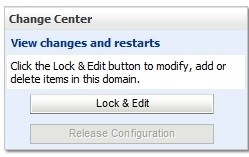 Change Center
View changes and restarts
Click the Lock & Edit button to modify, add or
delete items in this domain.
Lock & Edit
Release Configuration